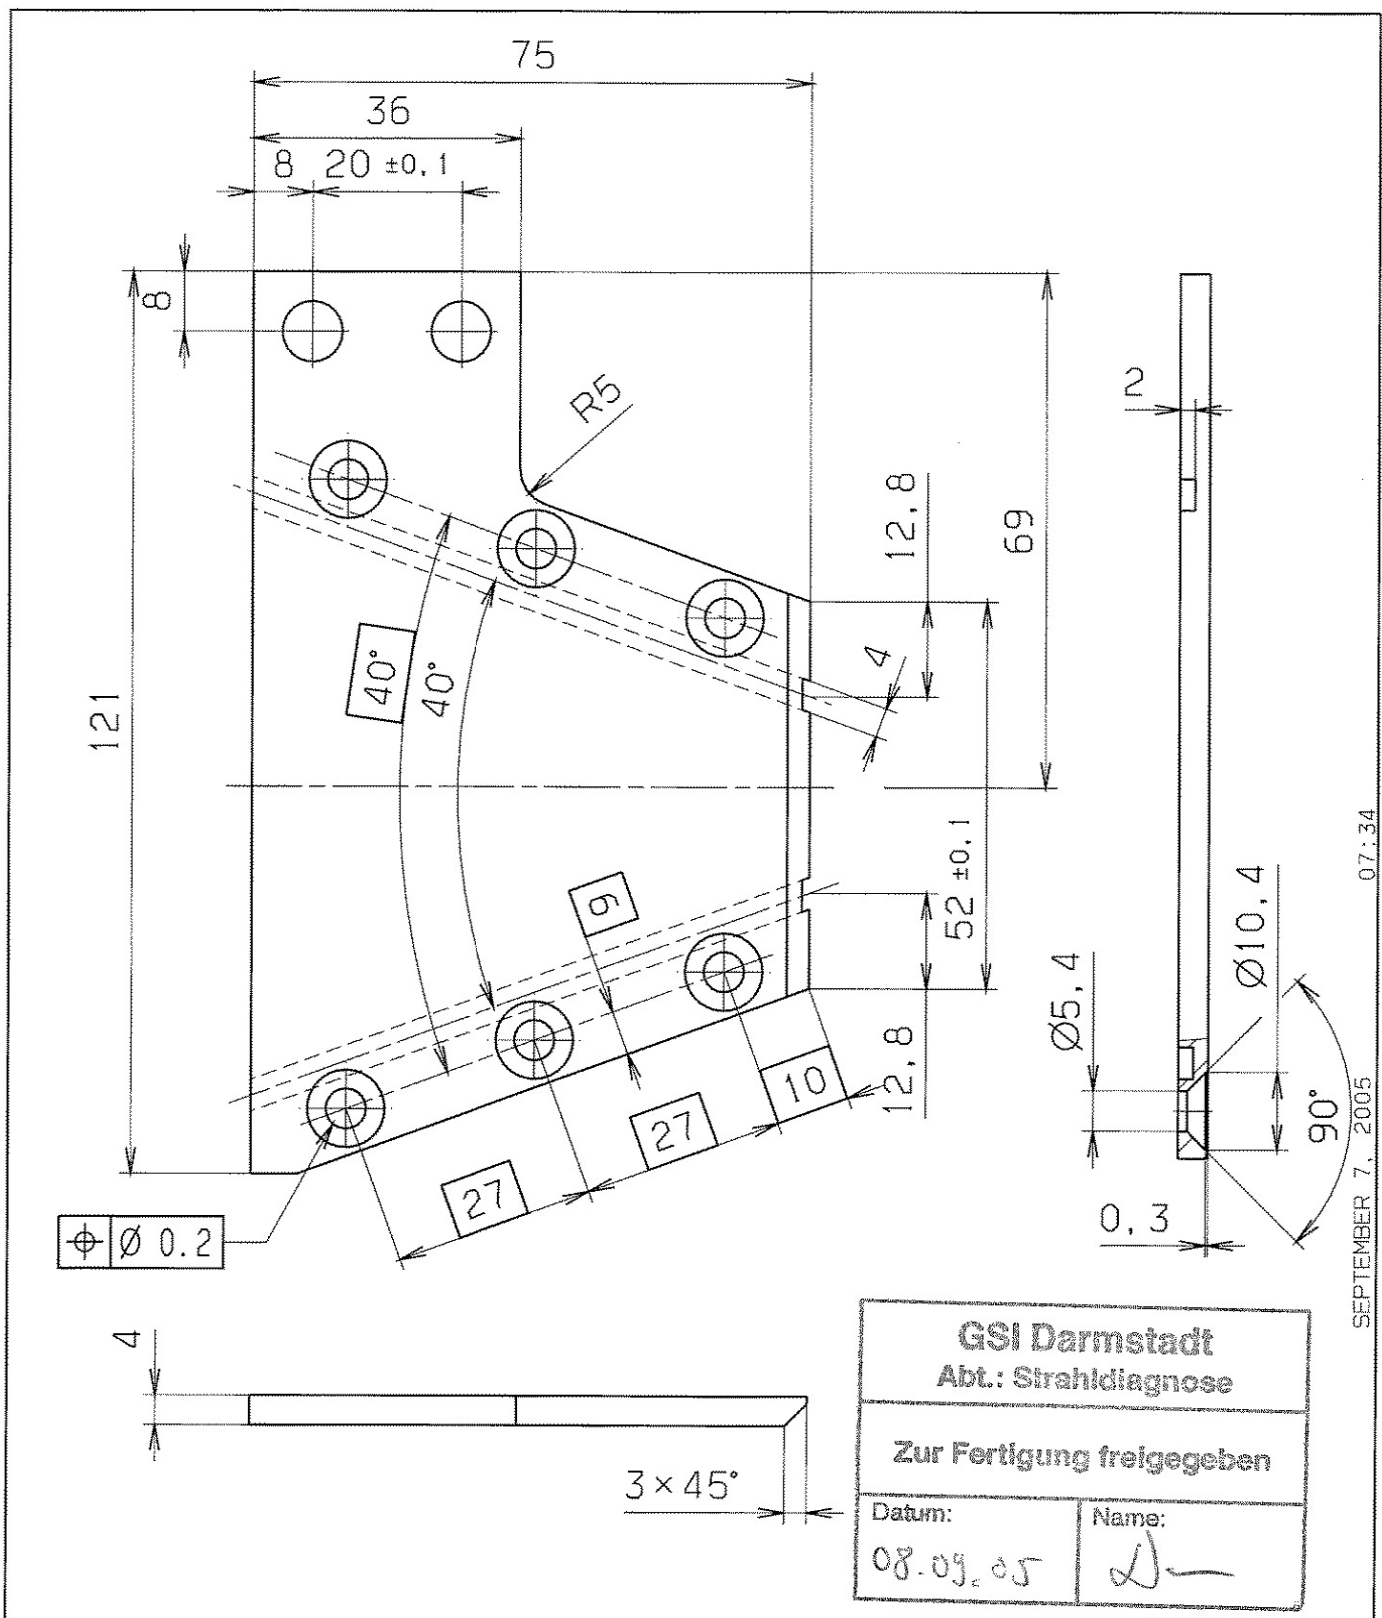 75
36
8 20 ±0,1
8
R5
2
12,8
69
40°
40°
4
121
52 ±0,1
9
Ø10,4
Ø5,4
12,8
10
27
27
90°
⌖ Ø 0.2
0,3
07:34
SEPTEMBER 7, 2005
4
3×45°
GSI Darmstadt
Abt.: Strahldiagnose
Zur Fertigung freigegeben
Datum:
Name:
08.09.05